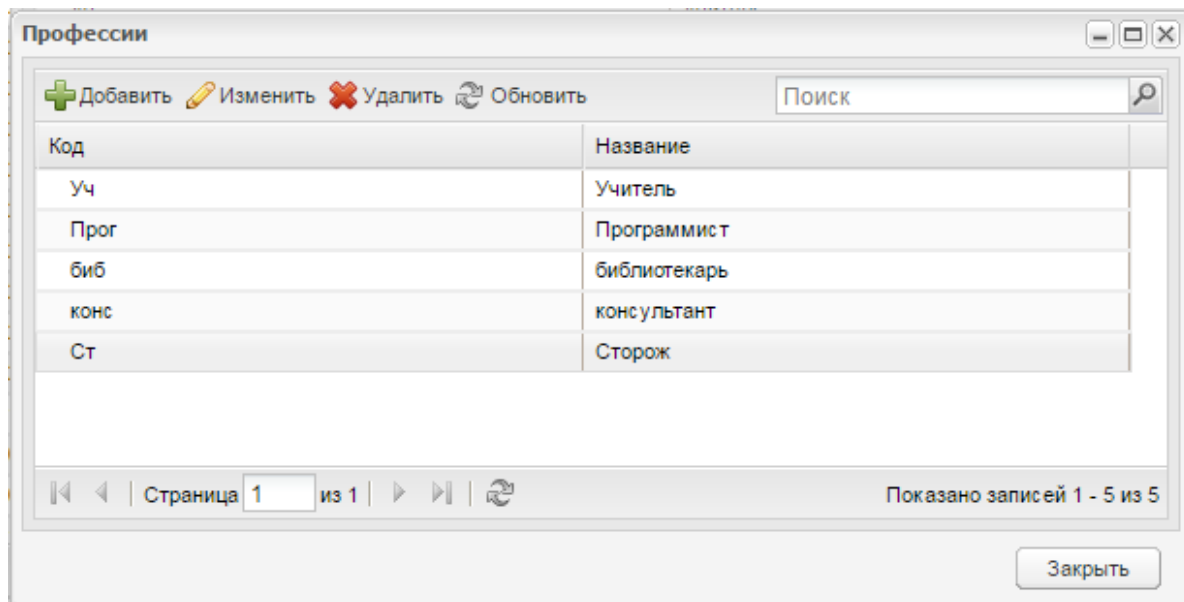 Профессии
Добавить Изменить Удалить Обновить Поиск
Код Название
Уч Учитель
Прог Программист
биб библиотекарь
конс консультант
Ст Сторож
Страница 1 из 1 Показано записей 1 - 5 из 5
Закрыть